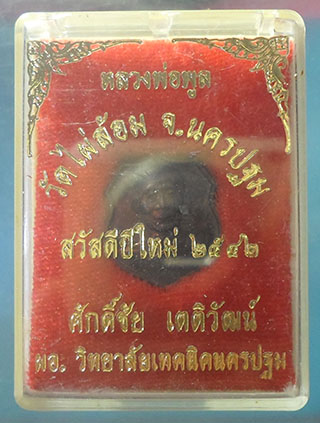 หลวงพ่อพูล
วัดไผ่ล้อม จ.นครปฐม
สวัสดีปีใหม่ ๒๕๔๒
ศักดิ์ชัย เตติวัฒน์
ผอ. วิทยาลัยเทคนิคนครปฐม